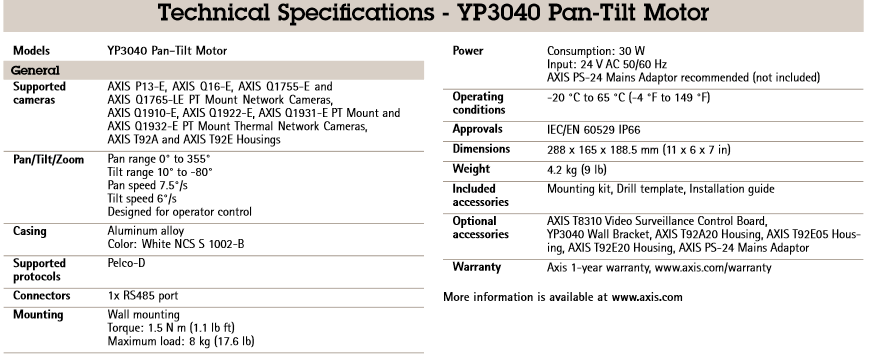 Technical Specifications - YP3040 Pan-Tilt Motor
Models YP3040 Pan-Tilt Motor
General
Supported AXIS P13-E, AXIS Q16-E, AXIS Q1755-E and
cameras AXIS Q1765-LE PT Mount Network Cameras,
AXIS Q1910-E, AXIS Q1922-E, AXIS Q1931-E PT Mount and
AXIS Q1932-E PT Mount Thermal Network Cameras,
AXIS T92A and AXIS T92E Housings
Pan/Tilt/Zoom Pan range 0° to 355°
Tilt range 10° to -80°
Pan speed 7.5°/s
Tilt speed 6°/s
Designed for operator control
Casing Aluminum alloy
Color: White NCS S 1002-B
Supported Pelco-D
protocols
Connectors 1x RS485 port
Mounting Wall mounting
Torque: 1.5 N m (1.1 lb ft)
Maximum load: 8 kg (17.6 lb)
Power Consumption: 30 W
Input: 24 V AC 50/60 Hz
AXIS PS-24 Mains Adaptor recommended (not included)
Operating -20 °C to 65 °C (-4 °F to 149 °F)
conditions
Approvals IEC/EN 60529 IP66
Dimensions 288 x 165 x 188.5 mm (11 x 6 x 7 in)
Weight 4.2 kg (9 lb)
Included Mounting kit, Drill template, Installation guide
accessories
Optional AXIS T8310 Video Surveillance Control Board,
accessories YP3040 Wall Bracket, AXIS T92A20 Housing, AXIS T92E05 Hous-
ing, AXIS T92E20 Housing, AXIS PS-24 Mains Adaptor
Warranty Axis 1-year warranty, www.axis.com/warranty
More information is available at www.axis.com